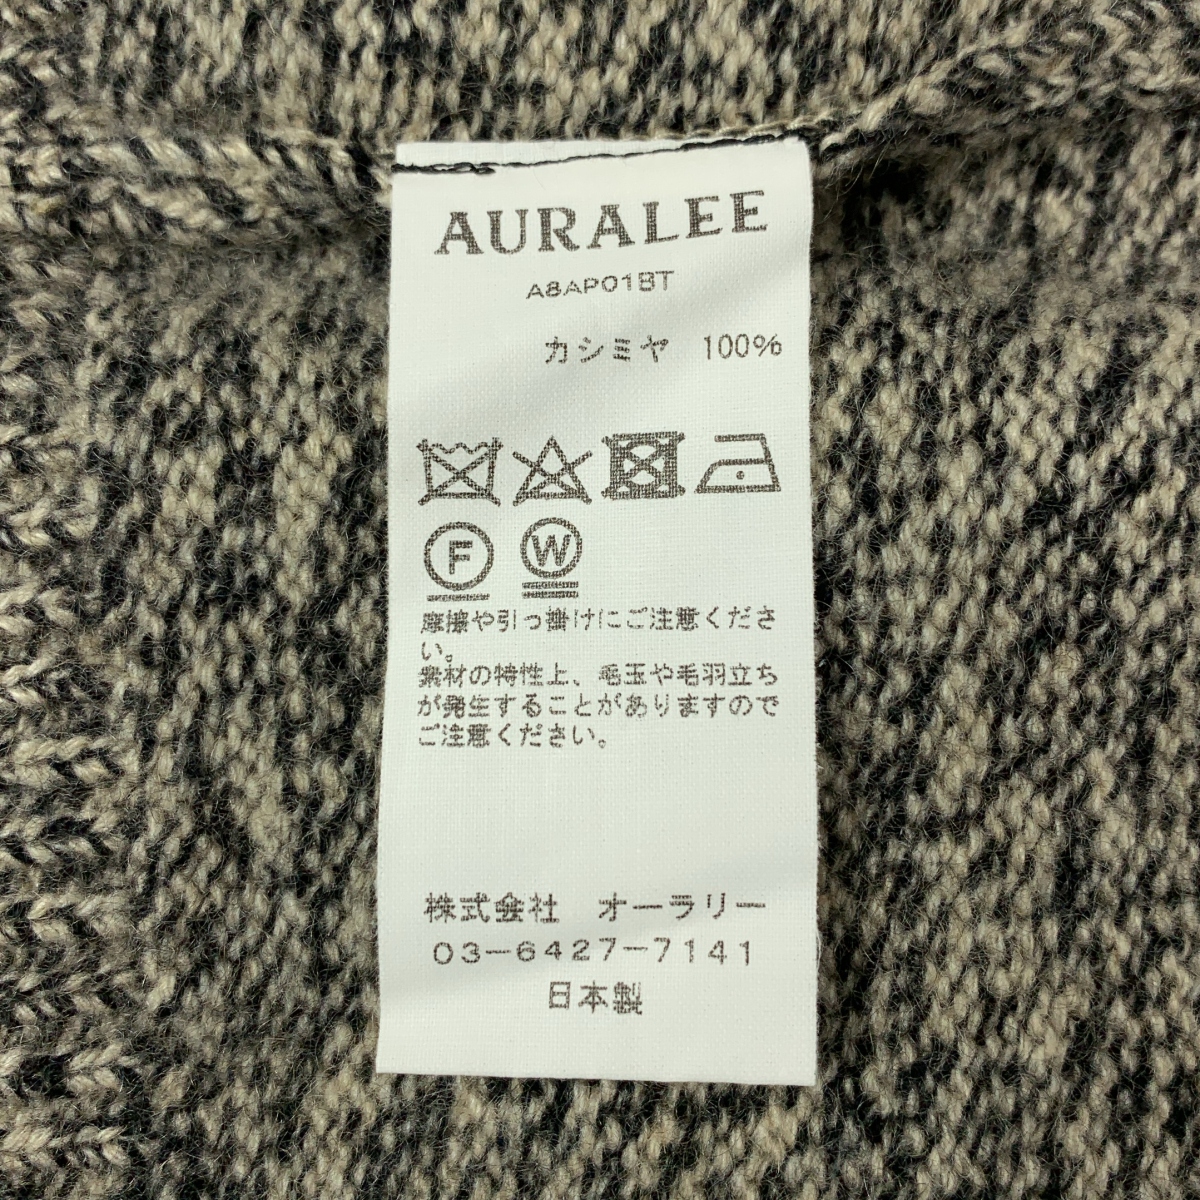 AURALEE
A8AP01BT
カシミヤ 100%
F W
摩擦や引っ掛けにご注意くださ
い。
素材の特性上、毛玉や毛羽立ち
が発生することがありますので
ご注意ください。
株式会社 オーラリー
03-6427-7141
日本製